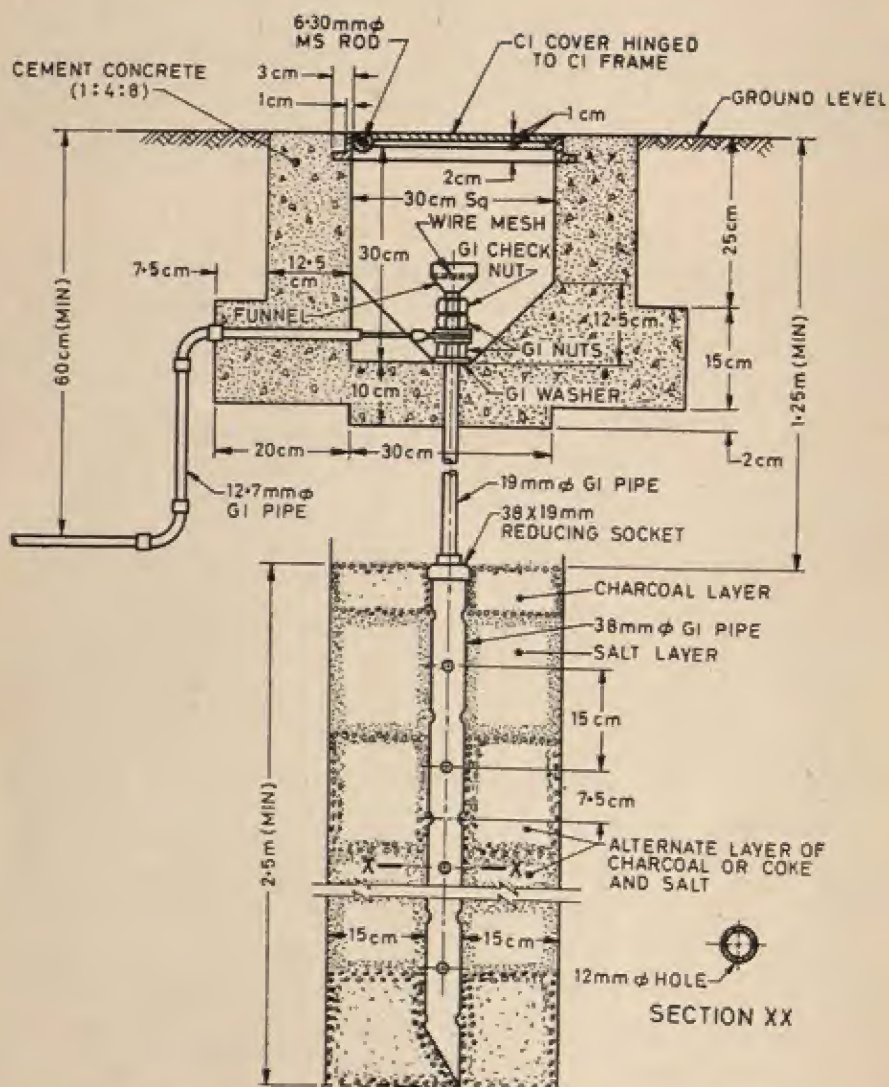 6·30mmφ
MS ROD
CI COVER HINGED
TO CI FRAME
CEMENT CONCRETE
(1:4:8)
3cm
1cm
1cm
GROUND LEVEL
2cm
30cm Sq
WIRE MESH
GI CHECK
NUT
30cm
25cm
7·5cm
12·5
cm
FUNNEL
12·5cm
GI NUTS
GI WASHER
10cm
15cm
60cm(MIN)
1·25m(MIN)
20cm
30cm
2cm
12·7mmφ
GI PIPE
19mmφ GI PIPE
38X19mm
REDUCING SOCKET
CHARCOAL LAYER
38mmφ GI PIPE
SALT LAYER
15cm
7·5cm
2·5m(MIN)
ALTERNATE LAYER OF
CHARCOAL OR COKE
AND SALT
X
X
15cm
15cm
12mmφ HOLE
SECTION XX